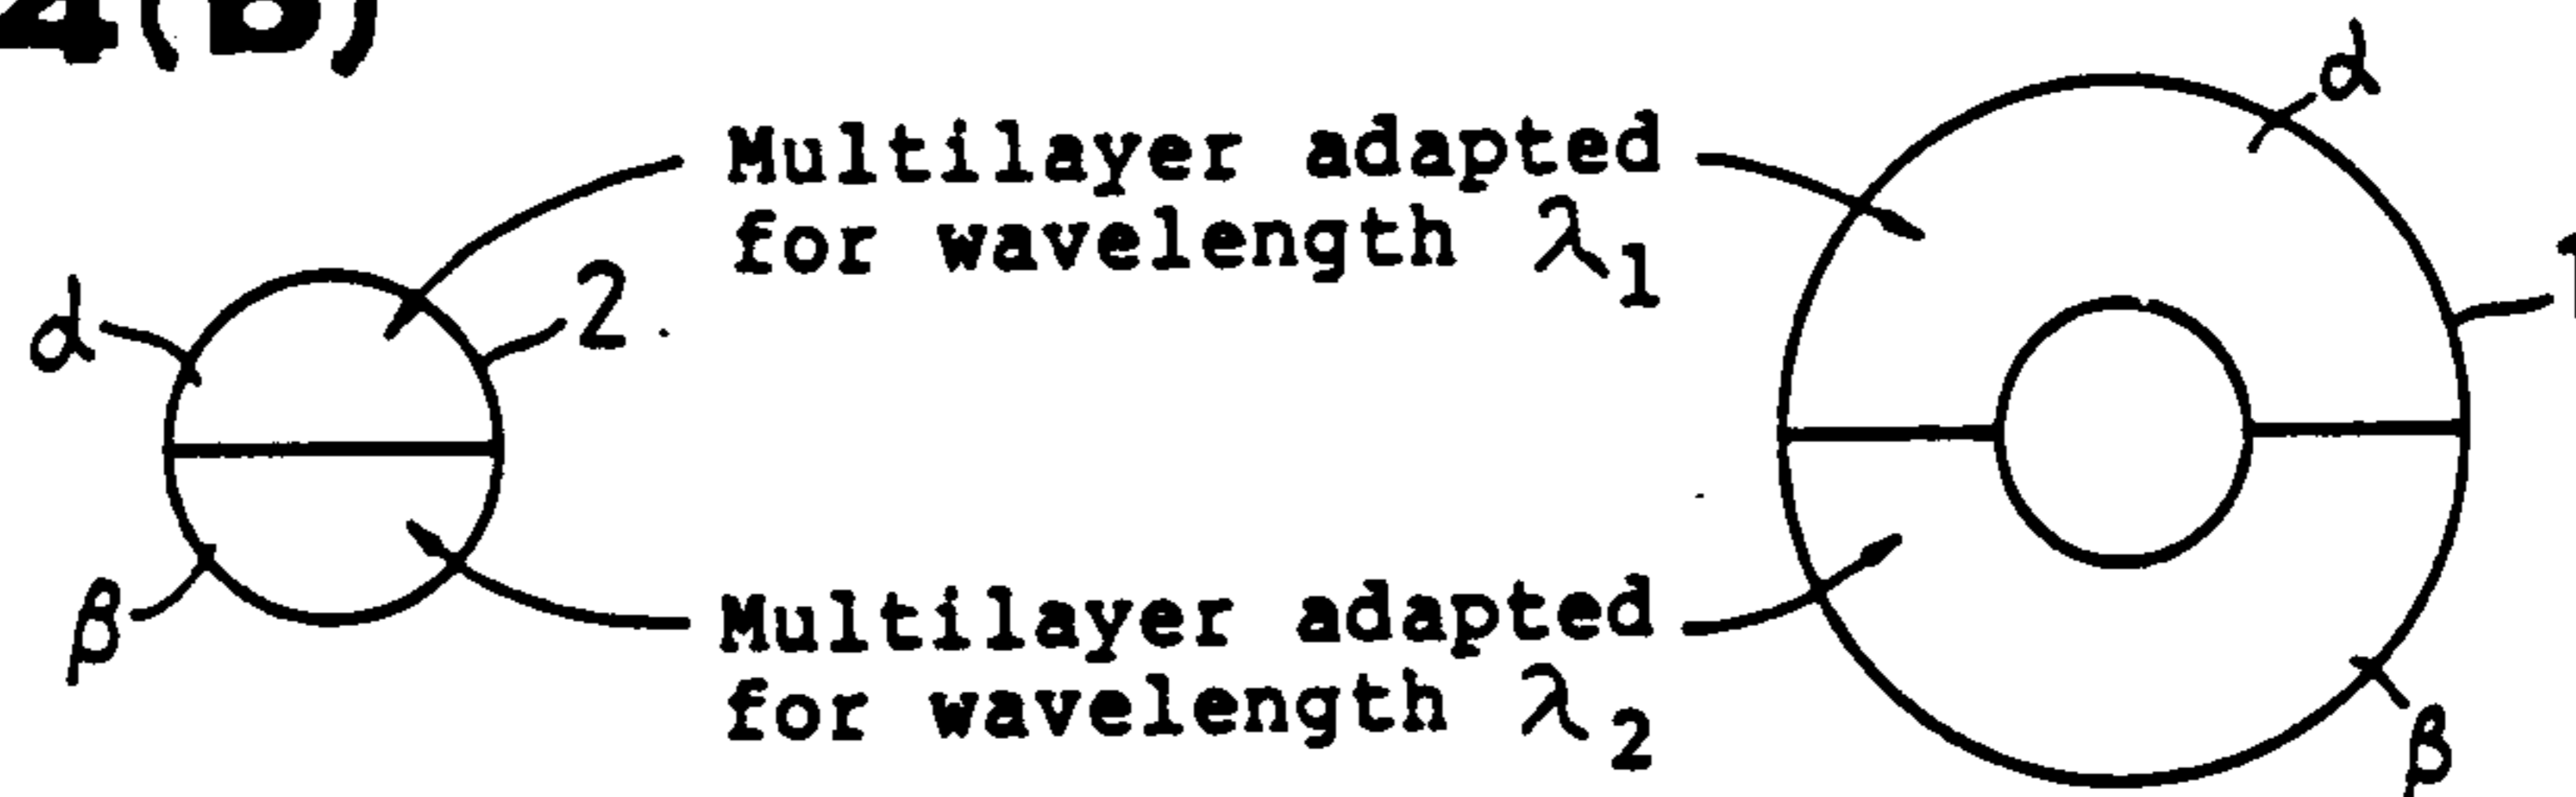 4(B)
α
Multilayer adapted
for wavelength λ1
α
2
1
β
Multilayer adapted
for wavelength λ2
β